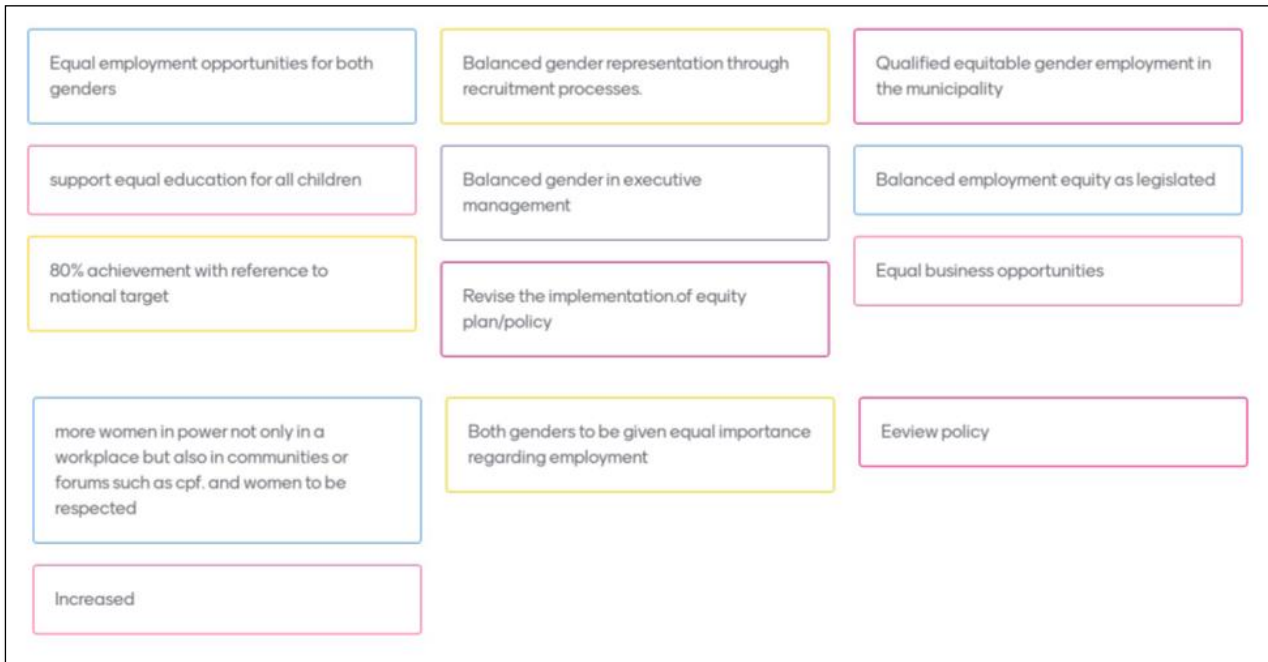 Equal employment opportunities for both
genders
Balanced gender representation through
recruitment processes.
Qualified equitable gender employment in
the municipality
support equal education for all children
Balanced gender in executive
management
Balanced employment equity as legislated
80% achievement with reference to
national target
Revise the implementation.of equity
plan/policy
Equal business opportunities
more women in power not only in a
workplace but also in communities or
forums such as cpf. and women to be
respected
Both genders to be given equal importance
regarding employment
Eeview policy
Increased